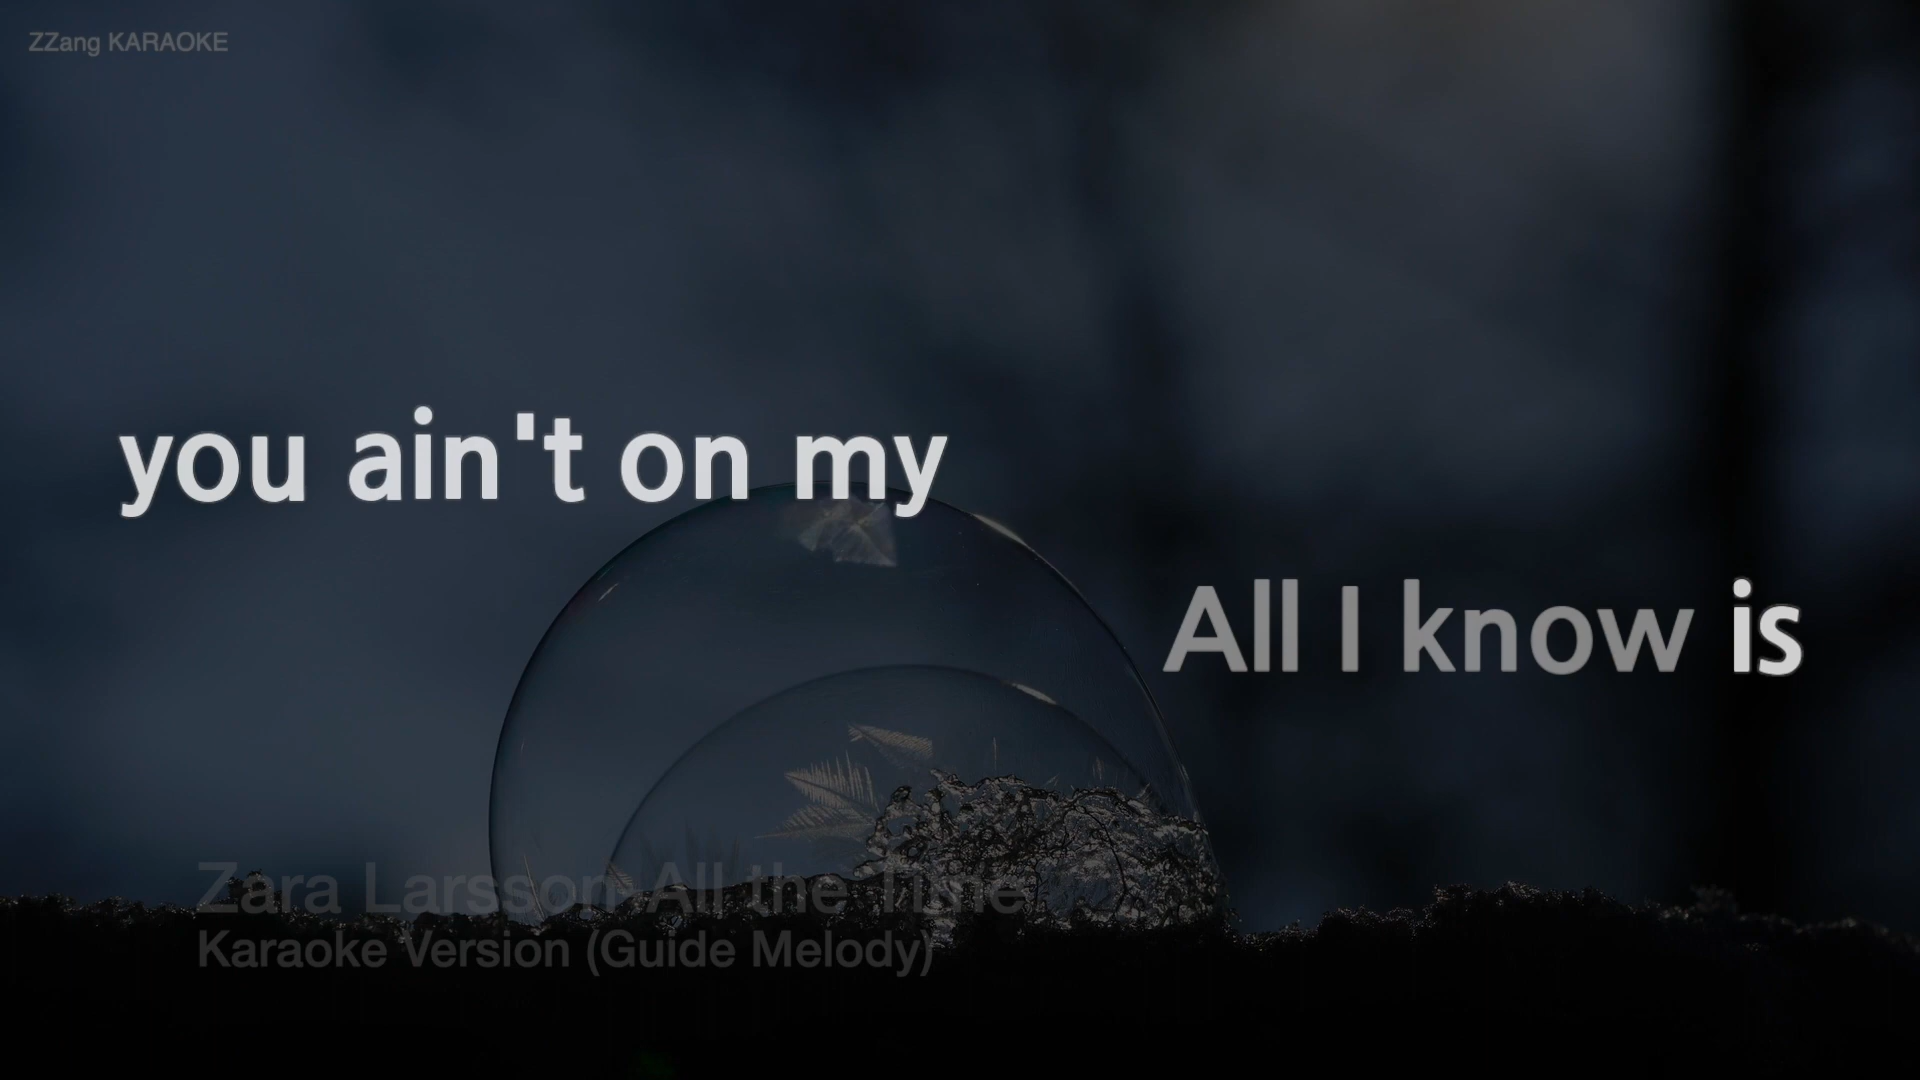 ZZang KARAOKE
you ain't on my
All I know is
Zara Larsson-All the Time
Karaoke Version (Guide Melody)